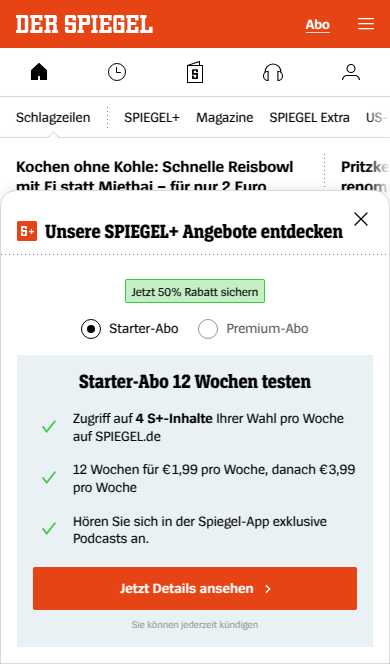 DER SPIEGEL
Abo
Schlagzeilen
SPIEGEL+
Magazine
SPIEGEL Extra
US-
Kochen ohne Kohle: Schnelle Reisbowl
mit Ei statt Miethai – für nur 2 Euro
Pritzke
renom
S+ Unsere SPIEGEL+ Angebote entdecken
Jetzt 50% Rabatt sichern
Starter-Abo
Premium-Abo
Starter-Abo 12 Wochen testen
Zugriff auf 4 S+-Inhalte Ihrer Wahl pro Woche
auf SPIEGEL.de
12 Wochen für €1,99 pro Woche, danach €3,99
pro Woche
Hören Sie sich in der Spiegel-App exklusive
Podcasts an.
Jetzt Details ansehen
Sie können jederzeit kündigen